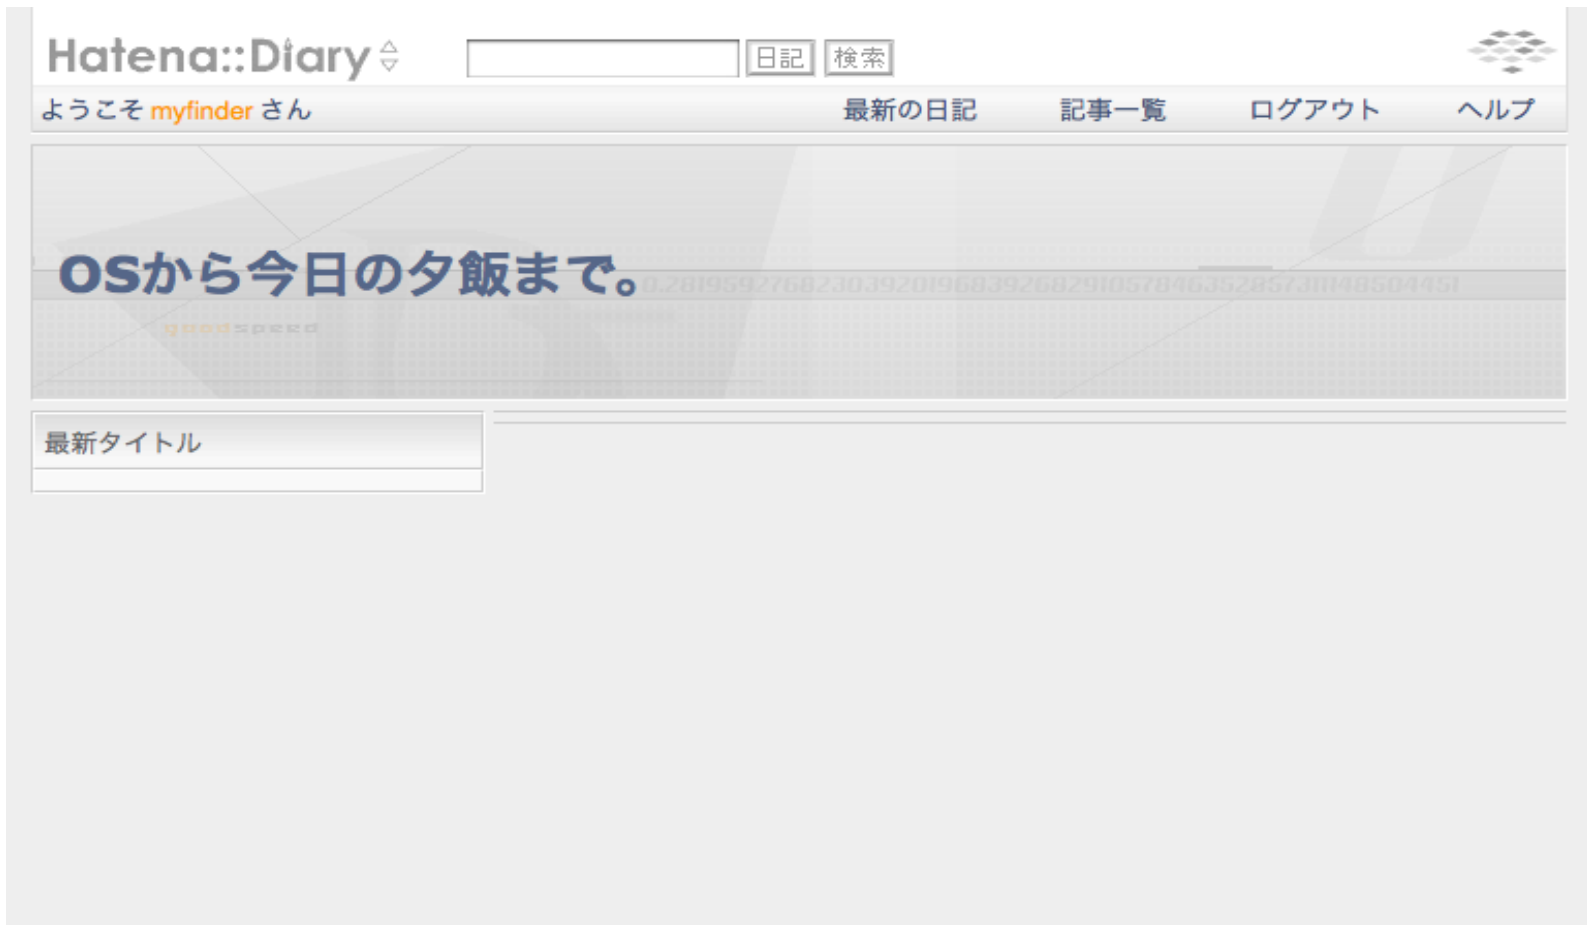 Hatena::Diary
日記 検索
ようこそ myfinder さん 最新の日記 記事一覧 ログアウト ヘルプ
OSから今日の夕飯まで。
goodspeed
最新タイトル